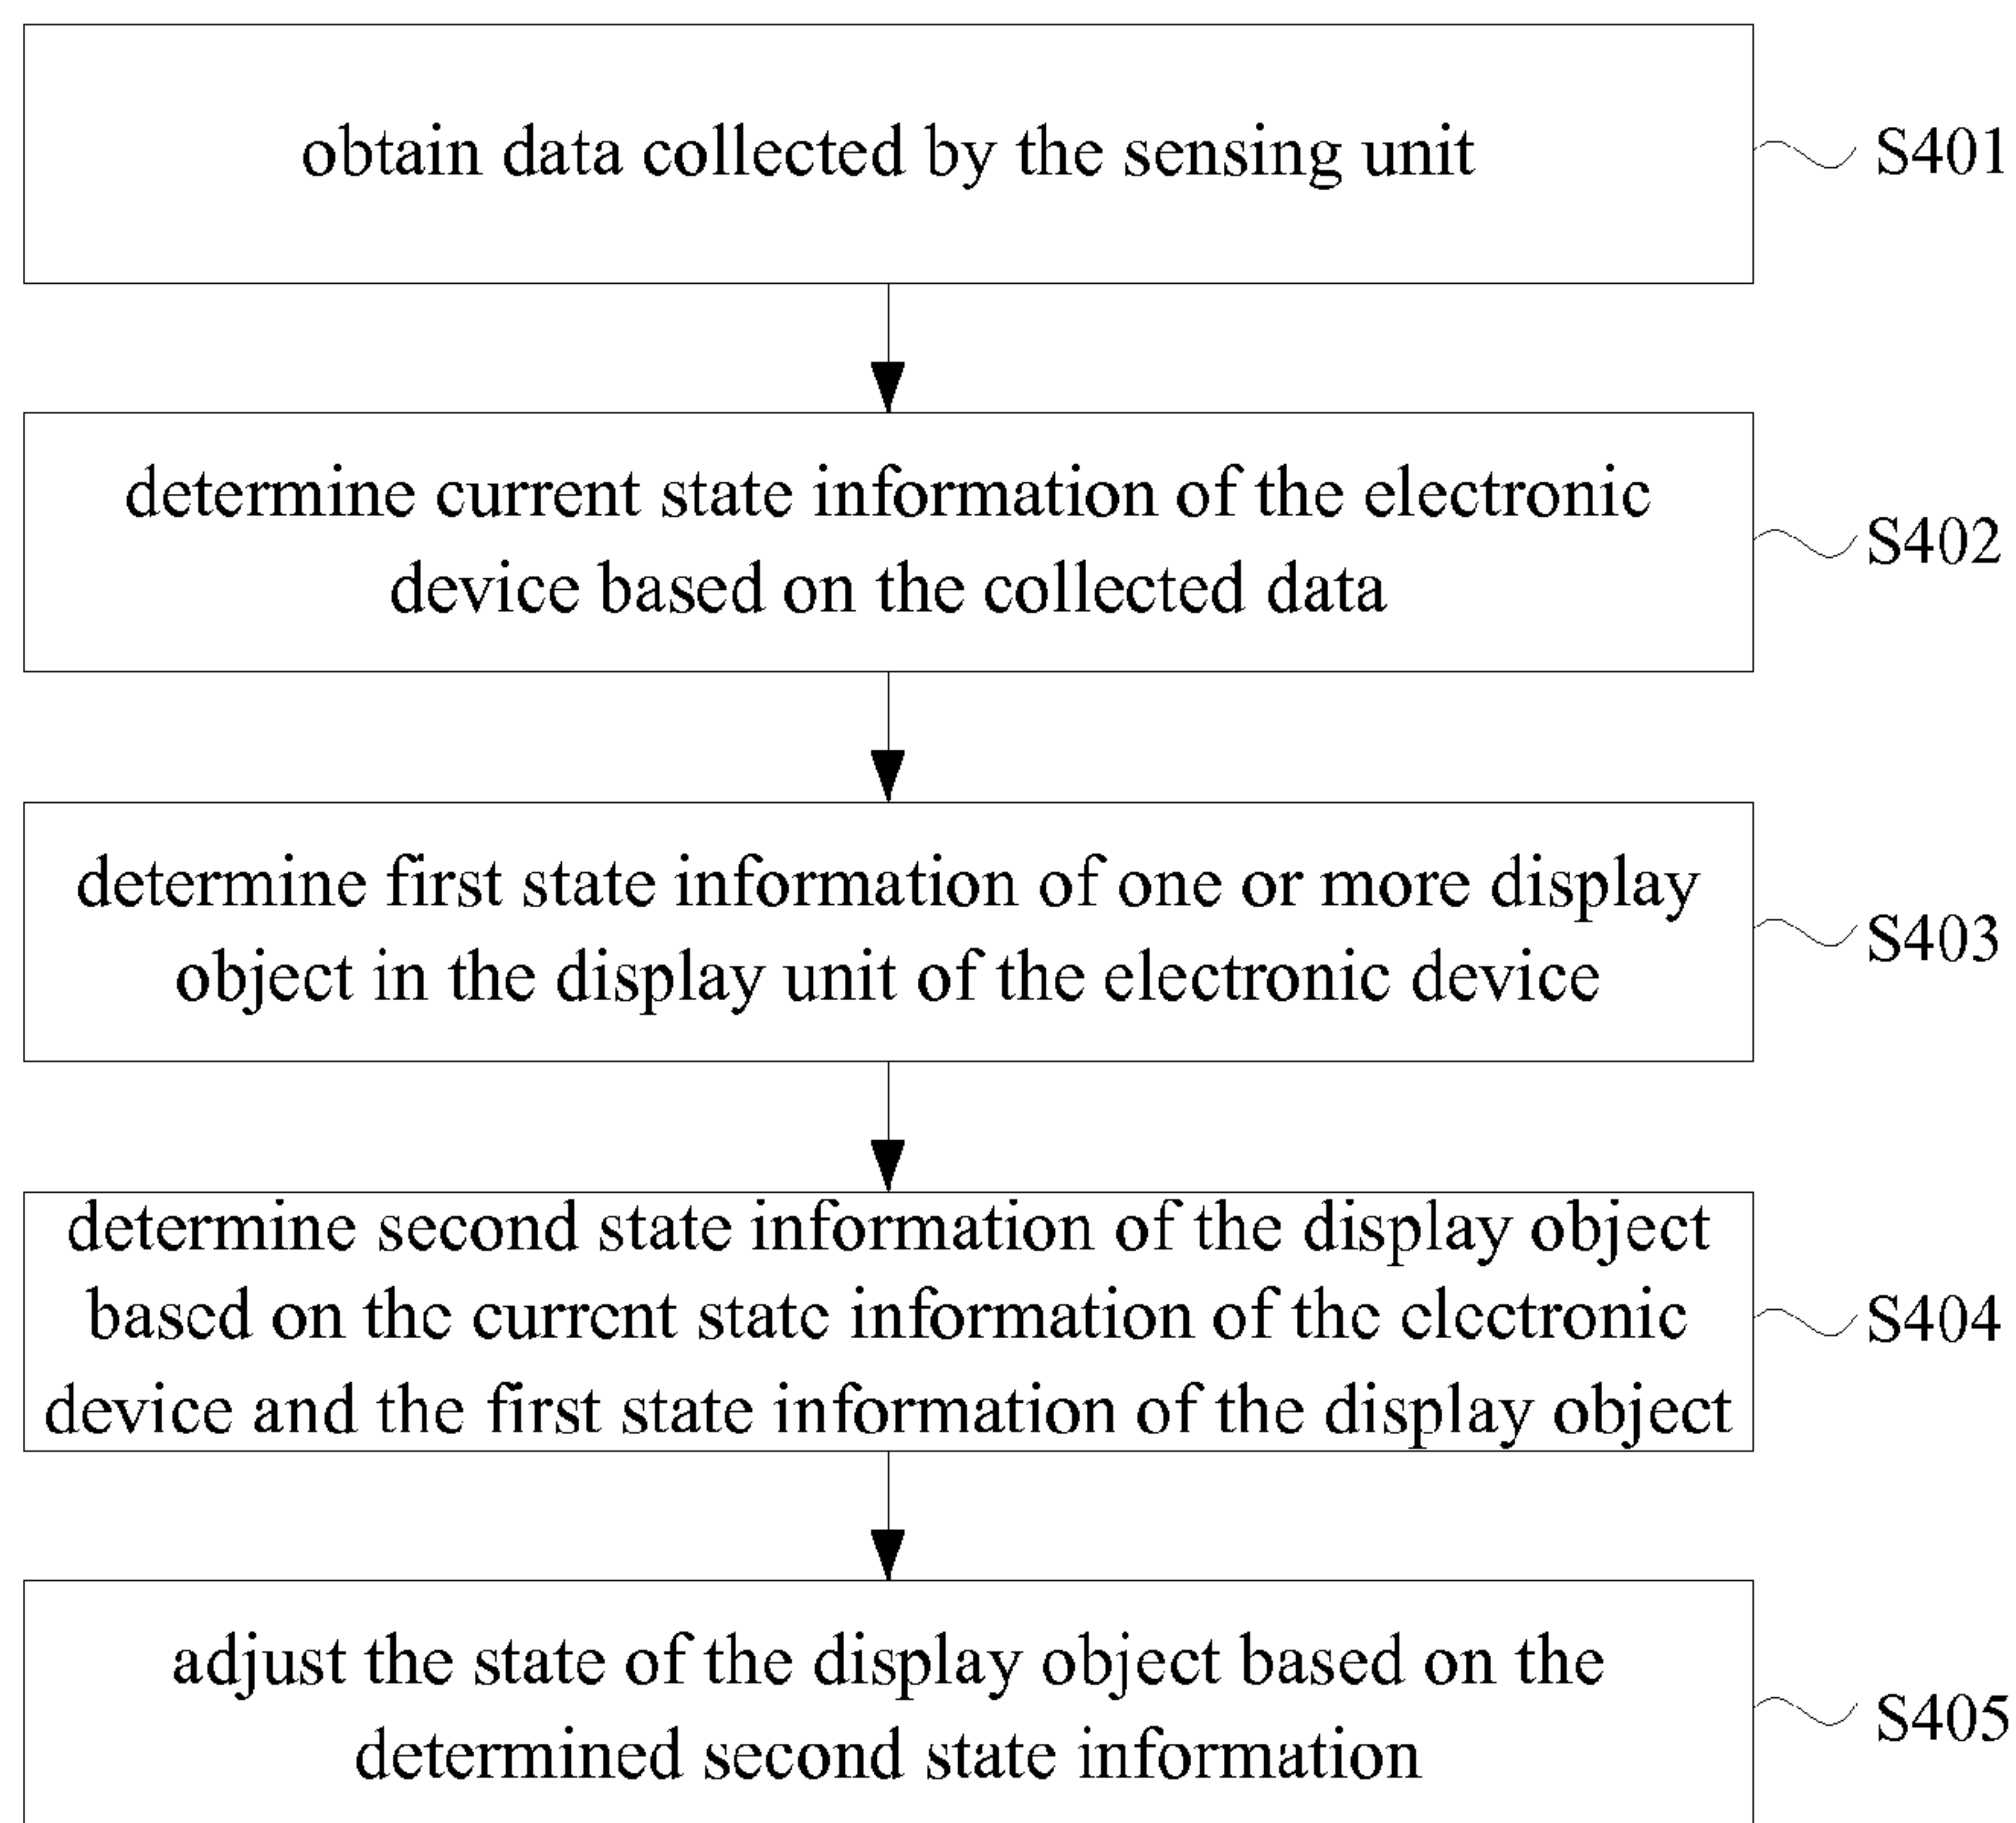 obtain data collected by the sensing unit
S401
determine current state information of the electronic
device based on the collected data
S402
determine first state information of one or more display
object in the display unit of the electronic device
S403
determine second state information of the display object
based on the current state information of the electronic
device and the first state information of the display object
S404
adjust the state of the display object based on the
determined second state information
S405